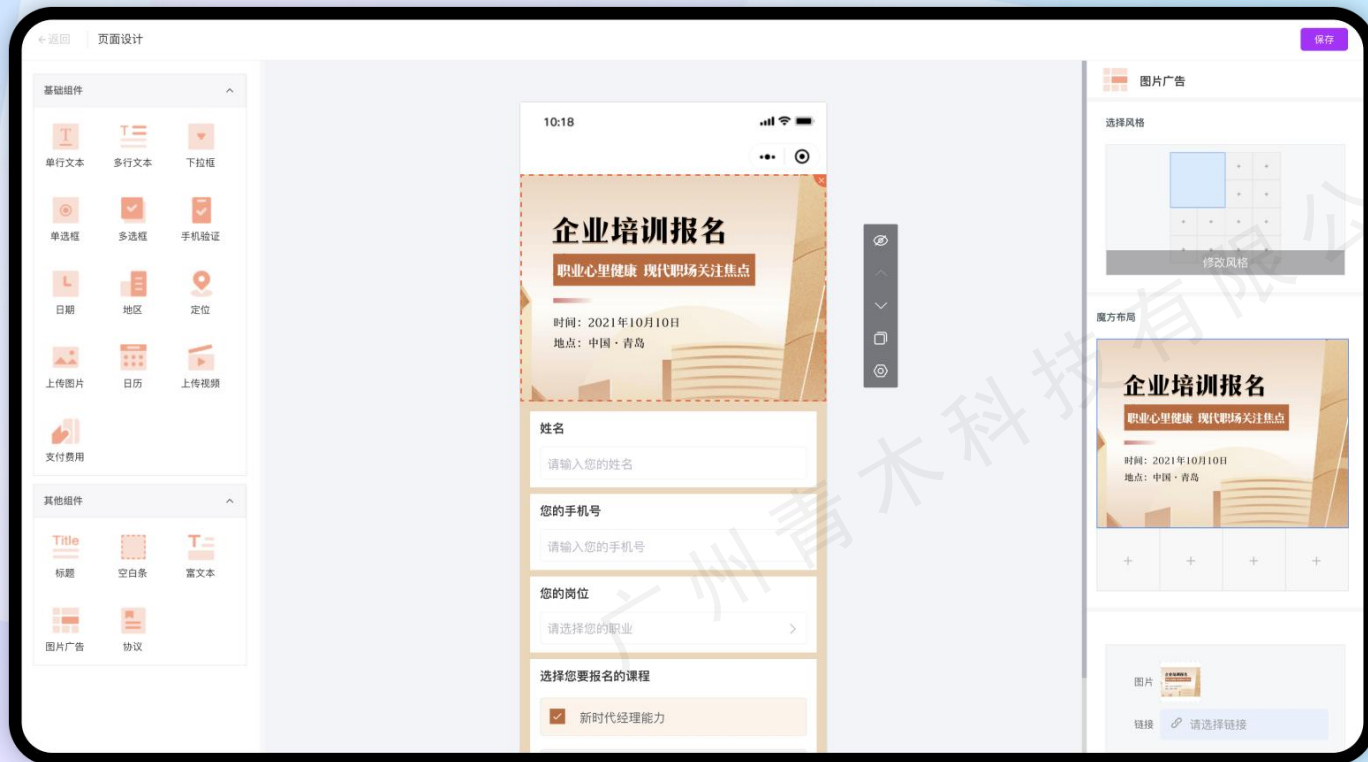 ←返回
页面设计
保存
基础组件
单行文本
多行文本
下拉框
单选框
多选框
手机验证
日期
地区
定位
上传图片
日历
上传视频
支付费用
其他组件
Title
标题
空白条
富文本
图片广告
协议
10:18
企业培训报名
职业心里健康 现代职场关注焦点
时间：2021年10月10日
地点：中国·青岛
姓名
请输入您的姓名
您的手机号
请输入您的手机号
您的岗位
请选择您的职业
选择您要报名的课程
新时代经理能力
图片广告
选择风格
修改风格
魔方布局
企业培训报名
职业心里健康 现代职场关注焦点
时间：2021年10月10日
地点：中国·青岛
图片
链接
请选择链接
广州青木科技有限公